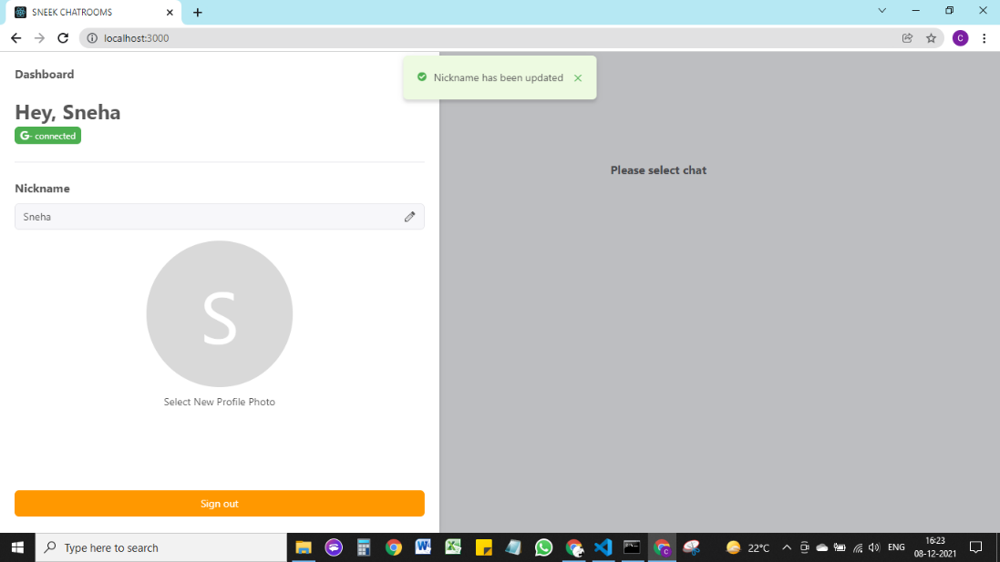 SNEEK CHATROOMS
localhost:3000
C
Dashboard
Nickname has been updated
Hey, Sneha
G- connected
Please select chat
Nickname
Sneha
S
Select New Profile Photo
Sign out
Type here to search
22°C
ENG
16:23
08-12-2021